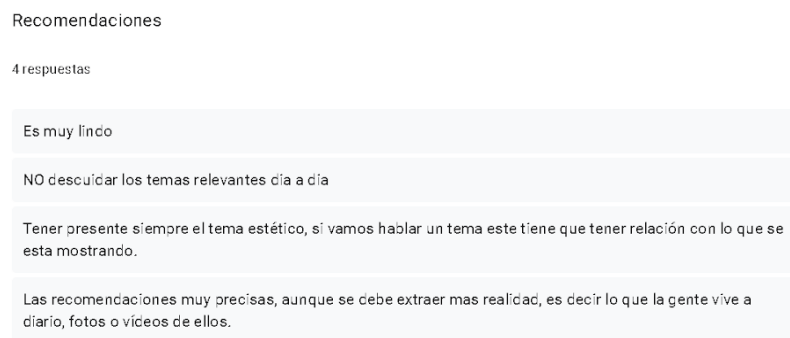 Recomendaciones
4 respuestas
Es muy lindo
NO descuidar los temas relevantes dia a dia
Tener presente siempre el tema estético, si vamos hablar un tema este tiene que tener relación con lo que se
esta mostrando.
Las recomendaciones muy precisas, aunque se debe extraer mas realidad, es decir lo que la gente vive a
diario, fotos o vídeos de ellos.